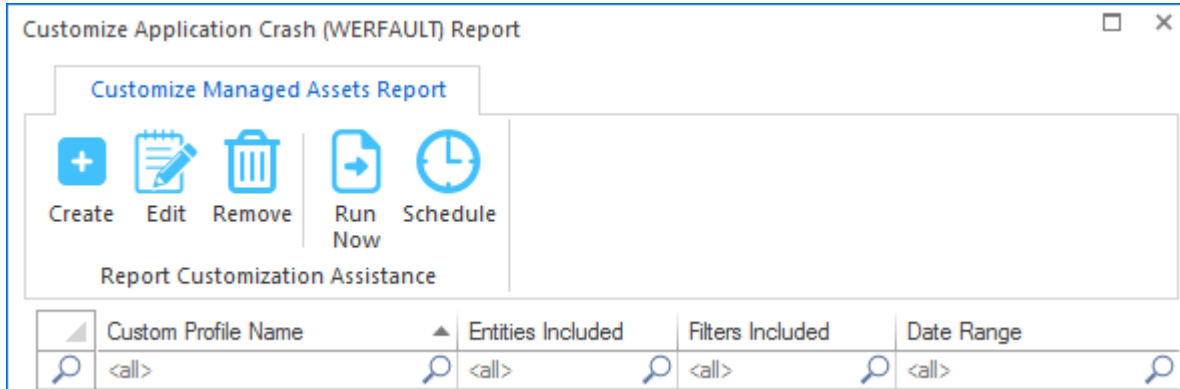 Customize Application Crash (WERFAULT) Report
Customize Managed Assets Report
Create Edit Remove Run Now Schedule
Report Customization Assistance
Custom Profile Name Entities Included Filters Included Date Range
<all> <all> <all> <all>